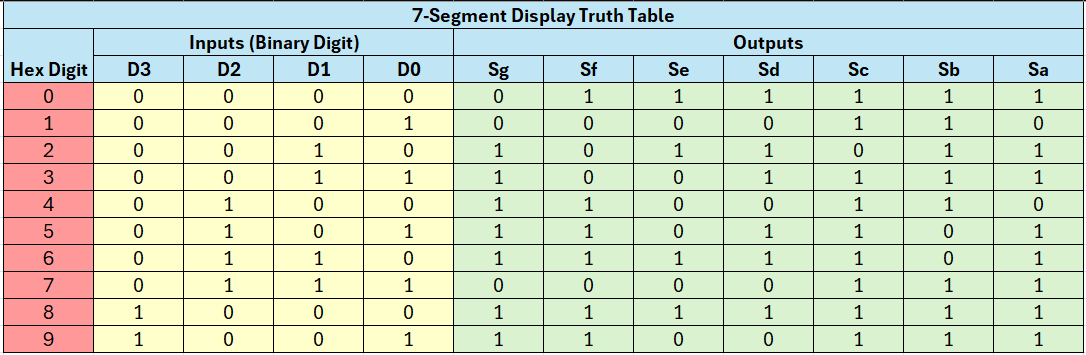 7-Segment Display Truth Table
Inputs (Binary Digit) Outputs
Hex Digit D3 D2 D1 D0 Sg Sf Se Sd Sc Sb Sa
0 0 0 0 0 0 1 1 1 1 1 1
1 0 0 0 1 0 0 0 0 1 1 0
2 0 0 1 0 1 0 1 1 0 1 1
3 0 0 1 1 1 0 0 1 1 1 1
4 0 1 0 0 1 1 0 0 1 1 0
5 0 1 0 1 1 1 0 1 1 0 1
6 0 1 1 0 1 1 1 1 1 0 1
7 0 1 1 1 0 0 0 0 1 1 1
8 1 0 0 0 1 1 1 1 1 1 1
9 1 0 0 1 1 1 0 0 1 1 1